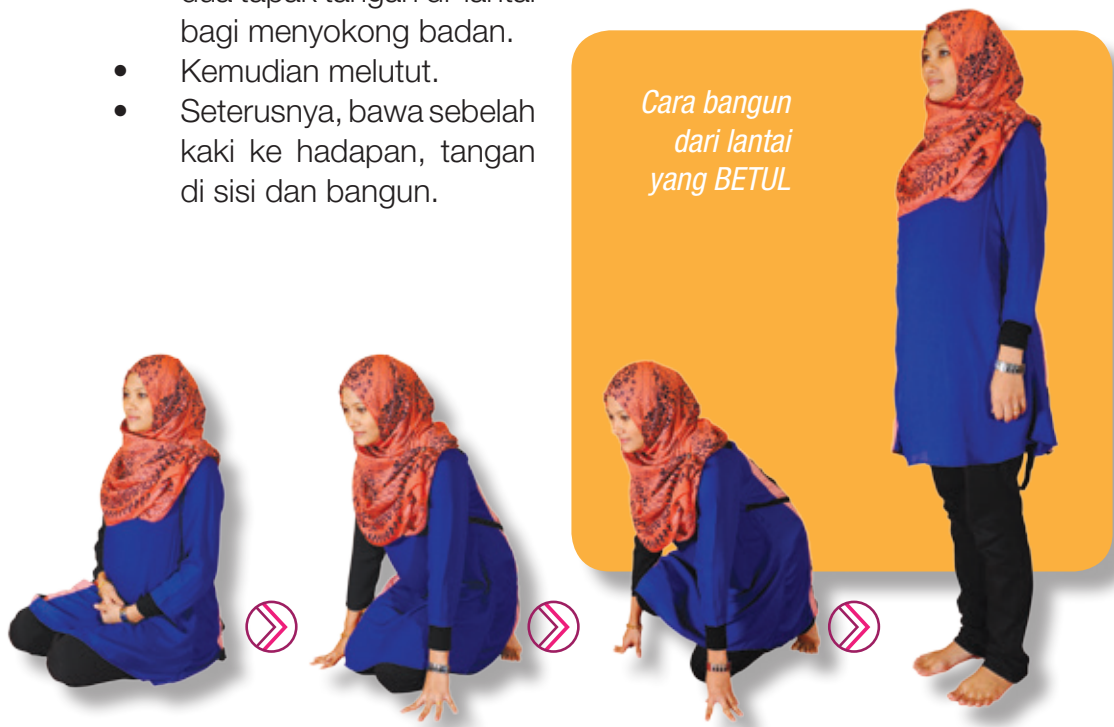 bagi menyokong badan.
• Kemudian melutut.
• Seterusnya, bawa sebelah
kaki ke hadapan, tangan
di sisi dan bangun.
Cara bangun
dari lantai
yang BETUL